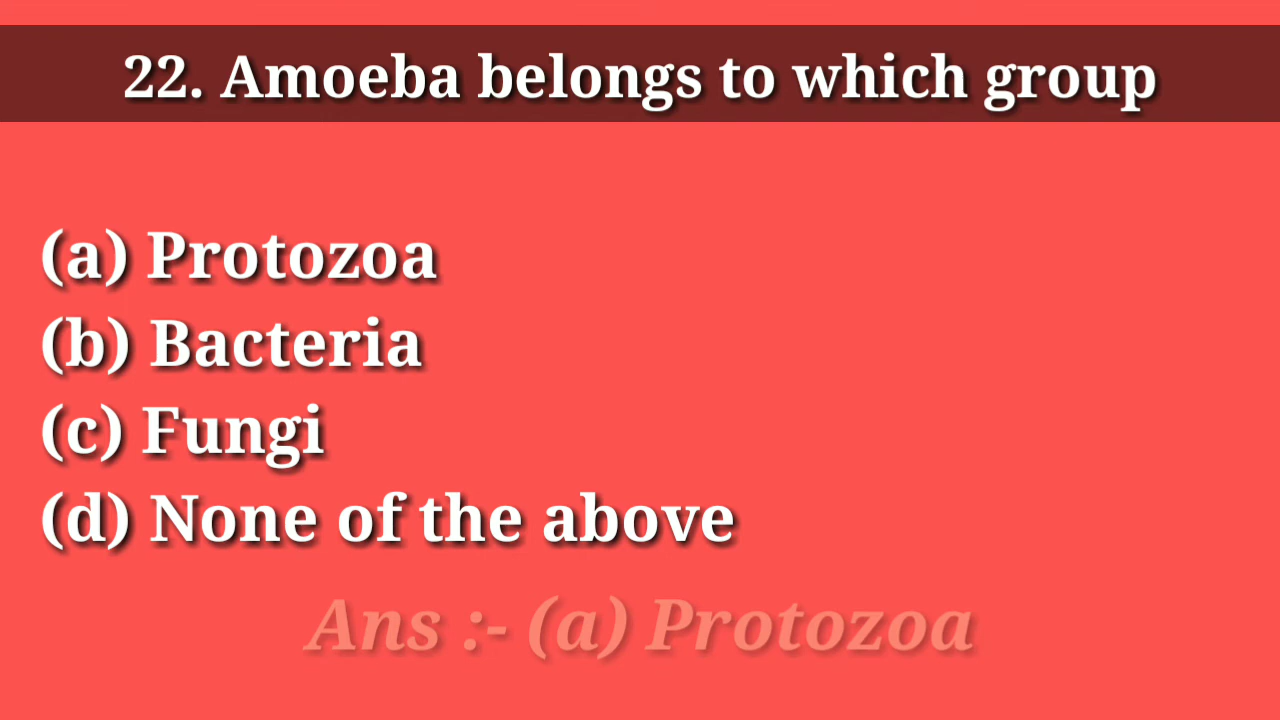 22. Amoeba belongs to which group
(a) Protozoa
(b) Bacteria
(c) Fungi
(d) None of the above
Ans :- (a) Protozoa